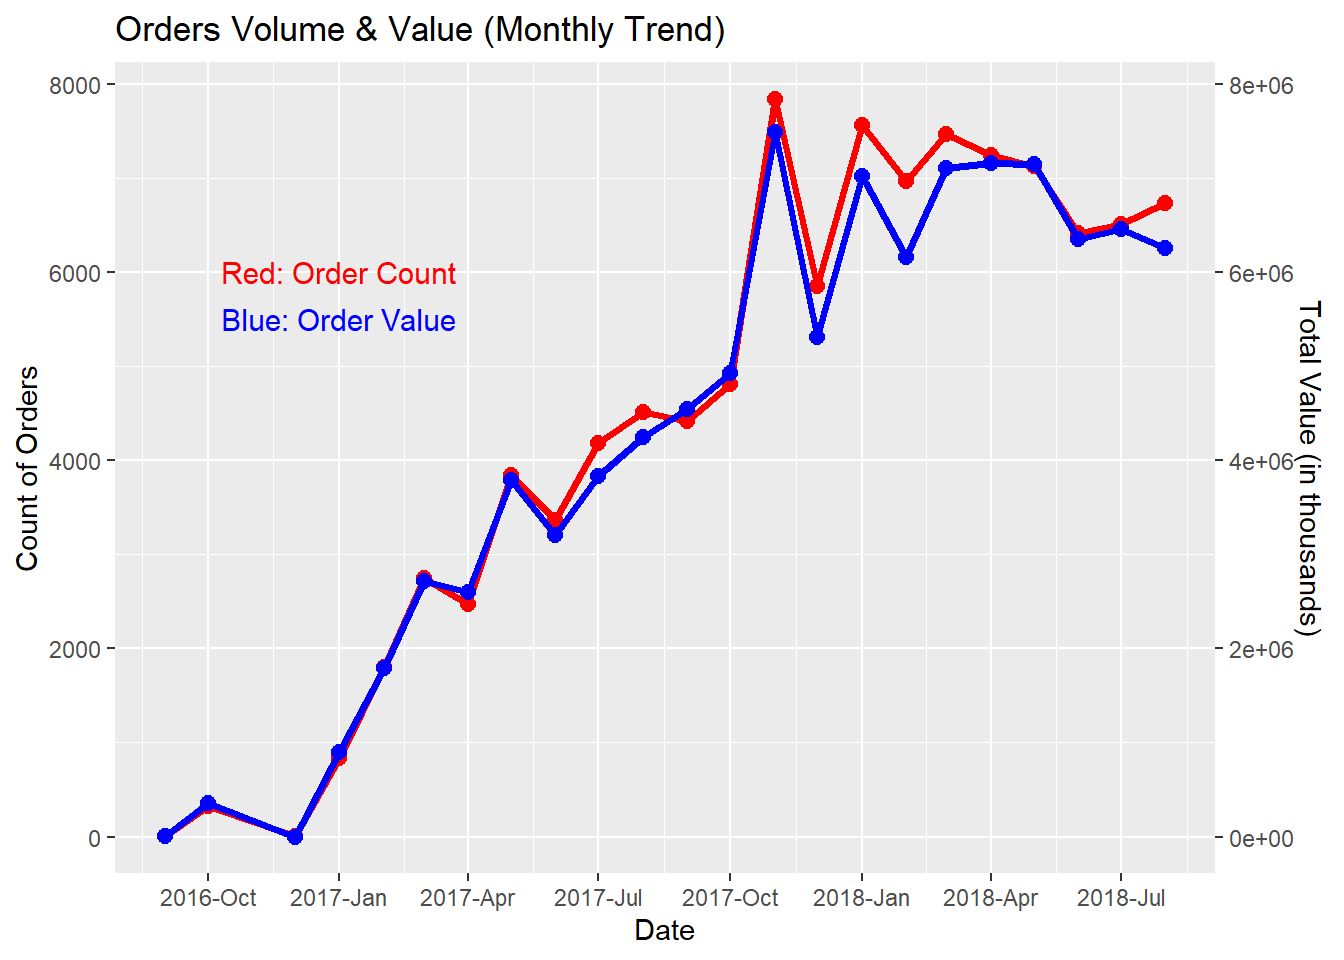 Orders Volume & Value (Monthly Trend)
8000
6000
4000
2000
0
Count of Orders
Red: Order Count
Blue: Order Value
8e+06
6e+06
4e+06
2e+06
0e+00
Total Value (in thousands)
2016-Oct 2017-Jan 2017-Apr 2017-Jul 2017-Oct 2018-Jan 2018-Apr 2018-Jul
Date